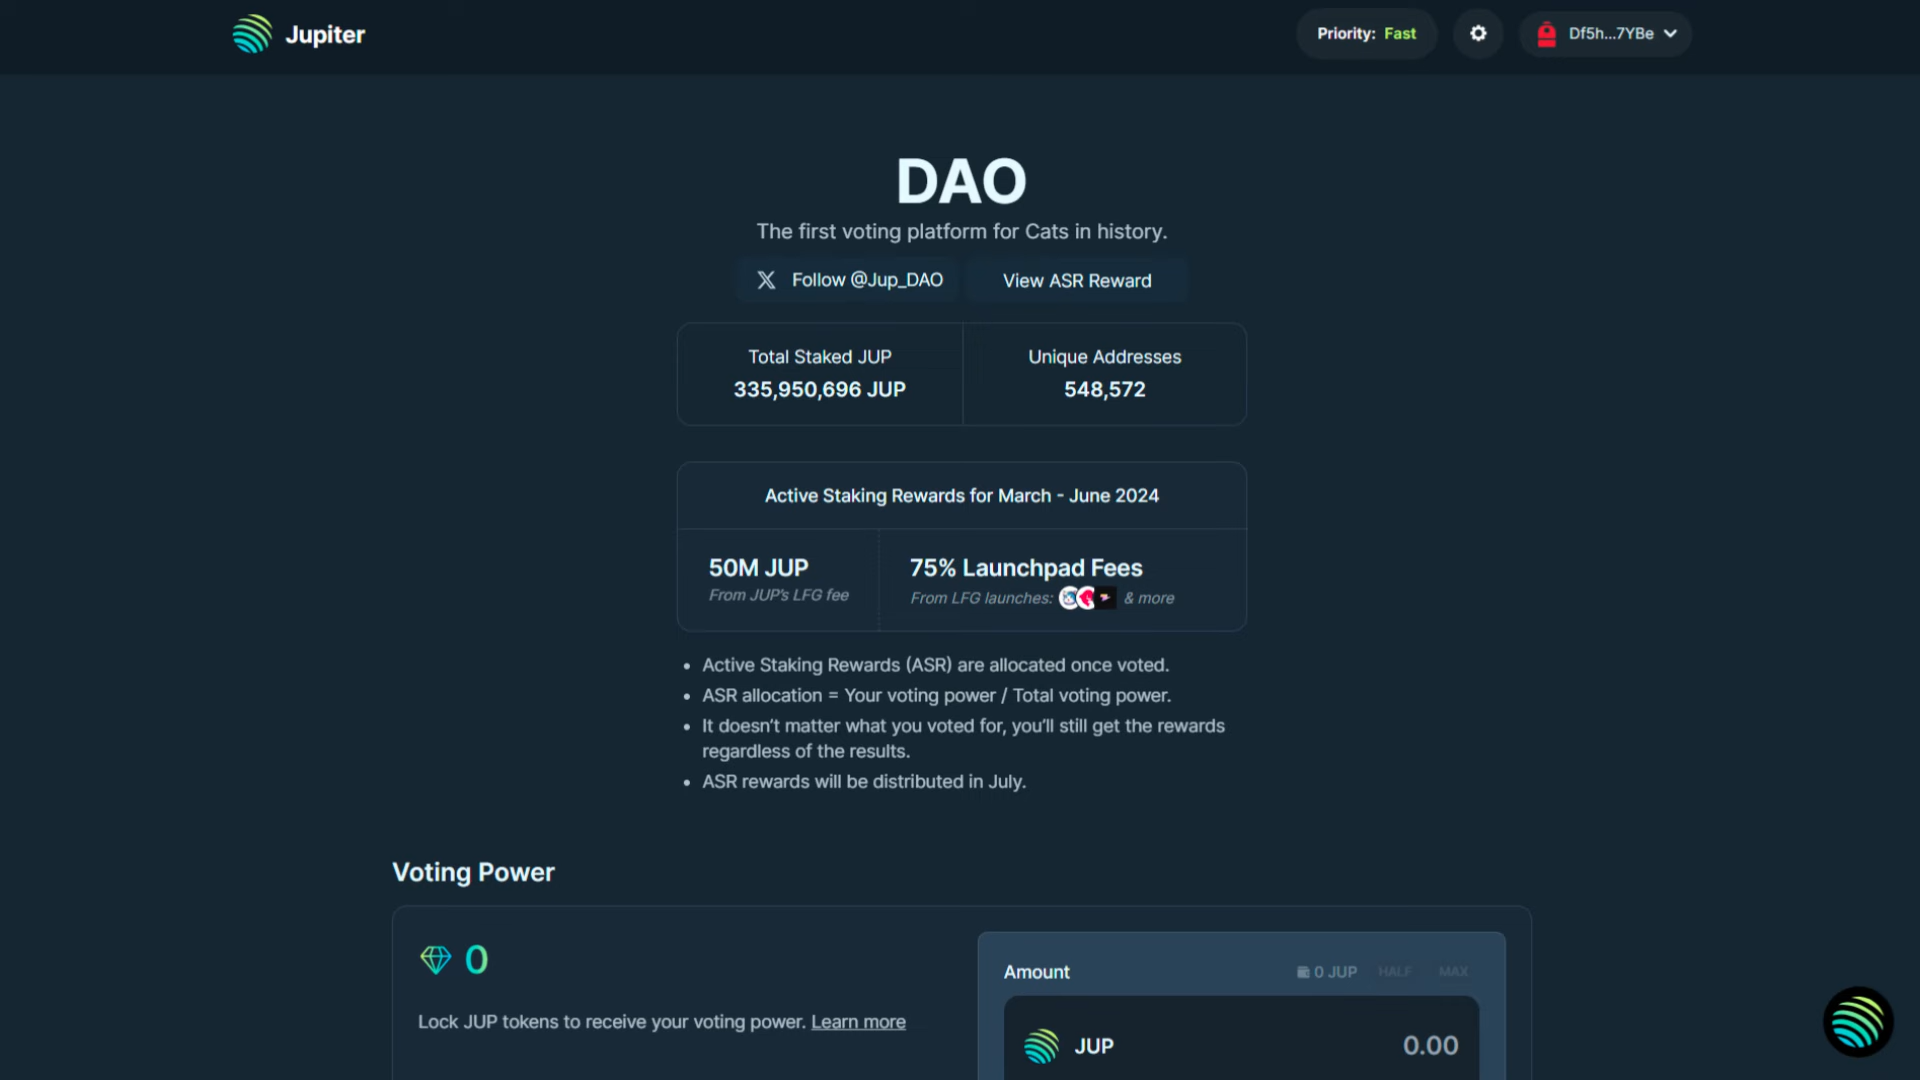 Jupiter
Priority: Fast
Df5h...7YBe
DAO
The first voting platform for Cats in history.
Follow @Jup_DAO
View ASR Reward
Total Staked JUP
335,950,696 JUP
Unique Addresses
548,572
Active Staking Rewards for March - June 2024
50M JUP
From JUP's LFG fee
75% Launchpad Fees
From LFG launches: & more
• Active Staking Rewards (ASR) are allocated once voted.
• ASR allocation = Your voting power / Total voting power.
• It doesn't matter what you voted for, you'll still get the rewards
regardless of the results.
• ASR rewards will be distributed in July.
Voting Power
0
Lock JUP tokens to receive your voting power. Learn more
Amount
0 JUP HALF MAX
JUP
0.00